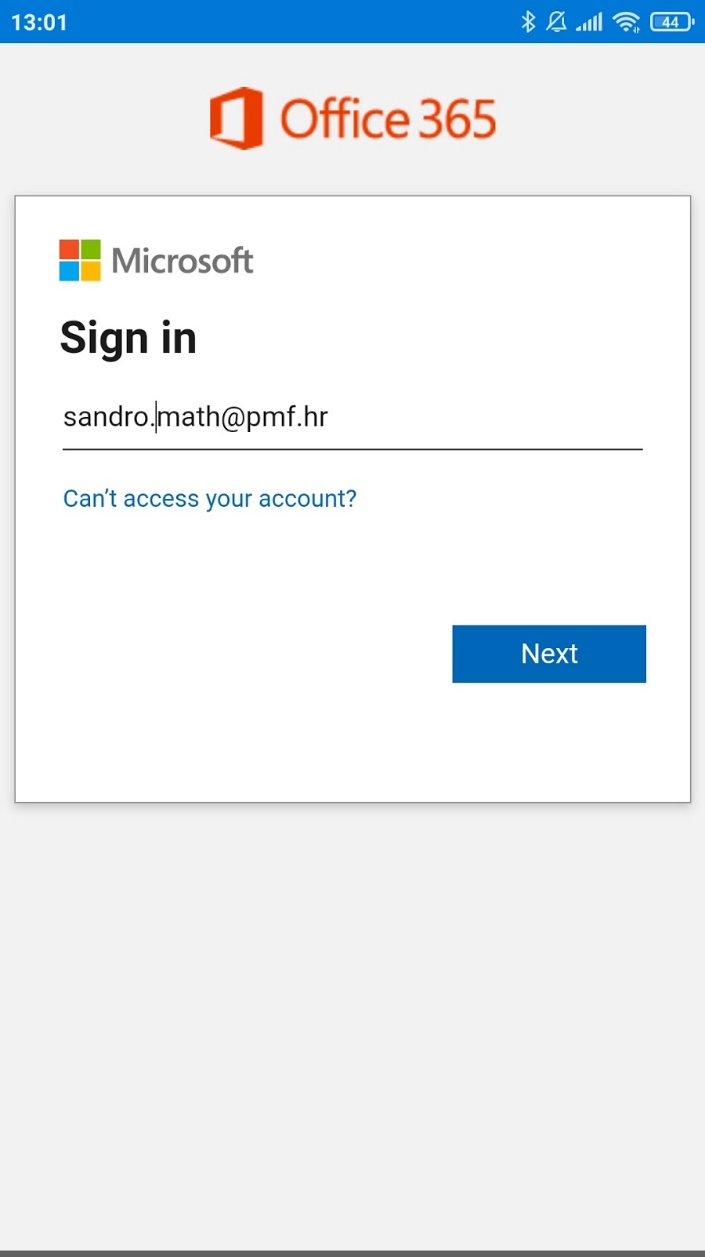 13:01
44
Office 365
Microsoft
Sign in
sandro.math@pmf.hr
Can't access your account?
Next